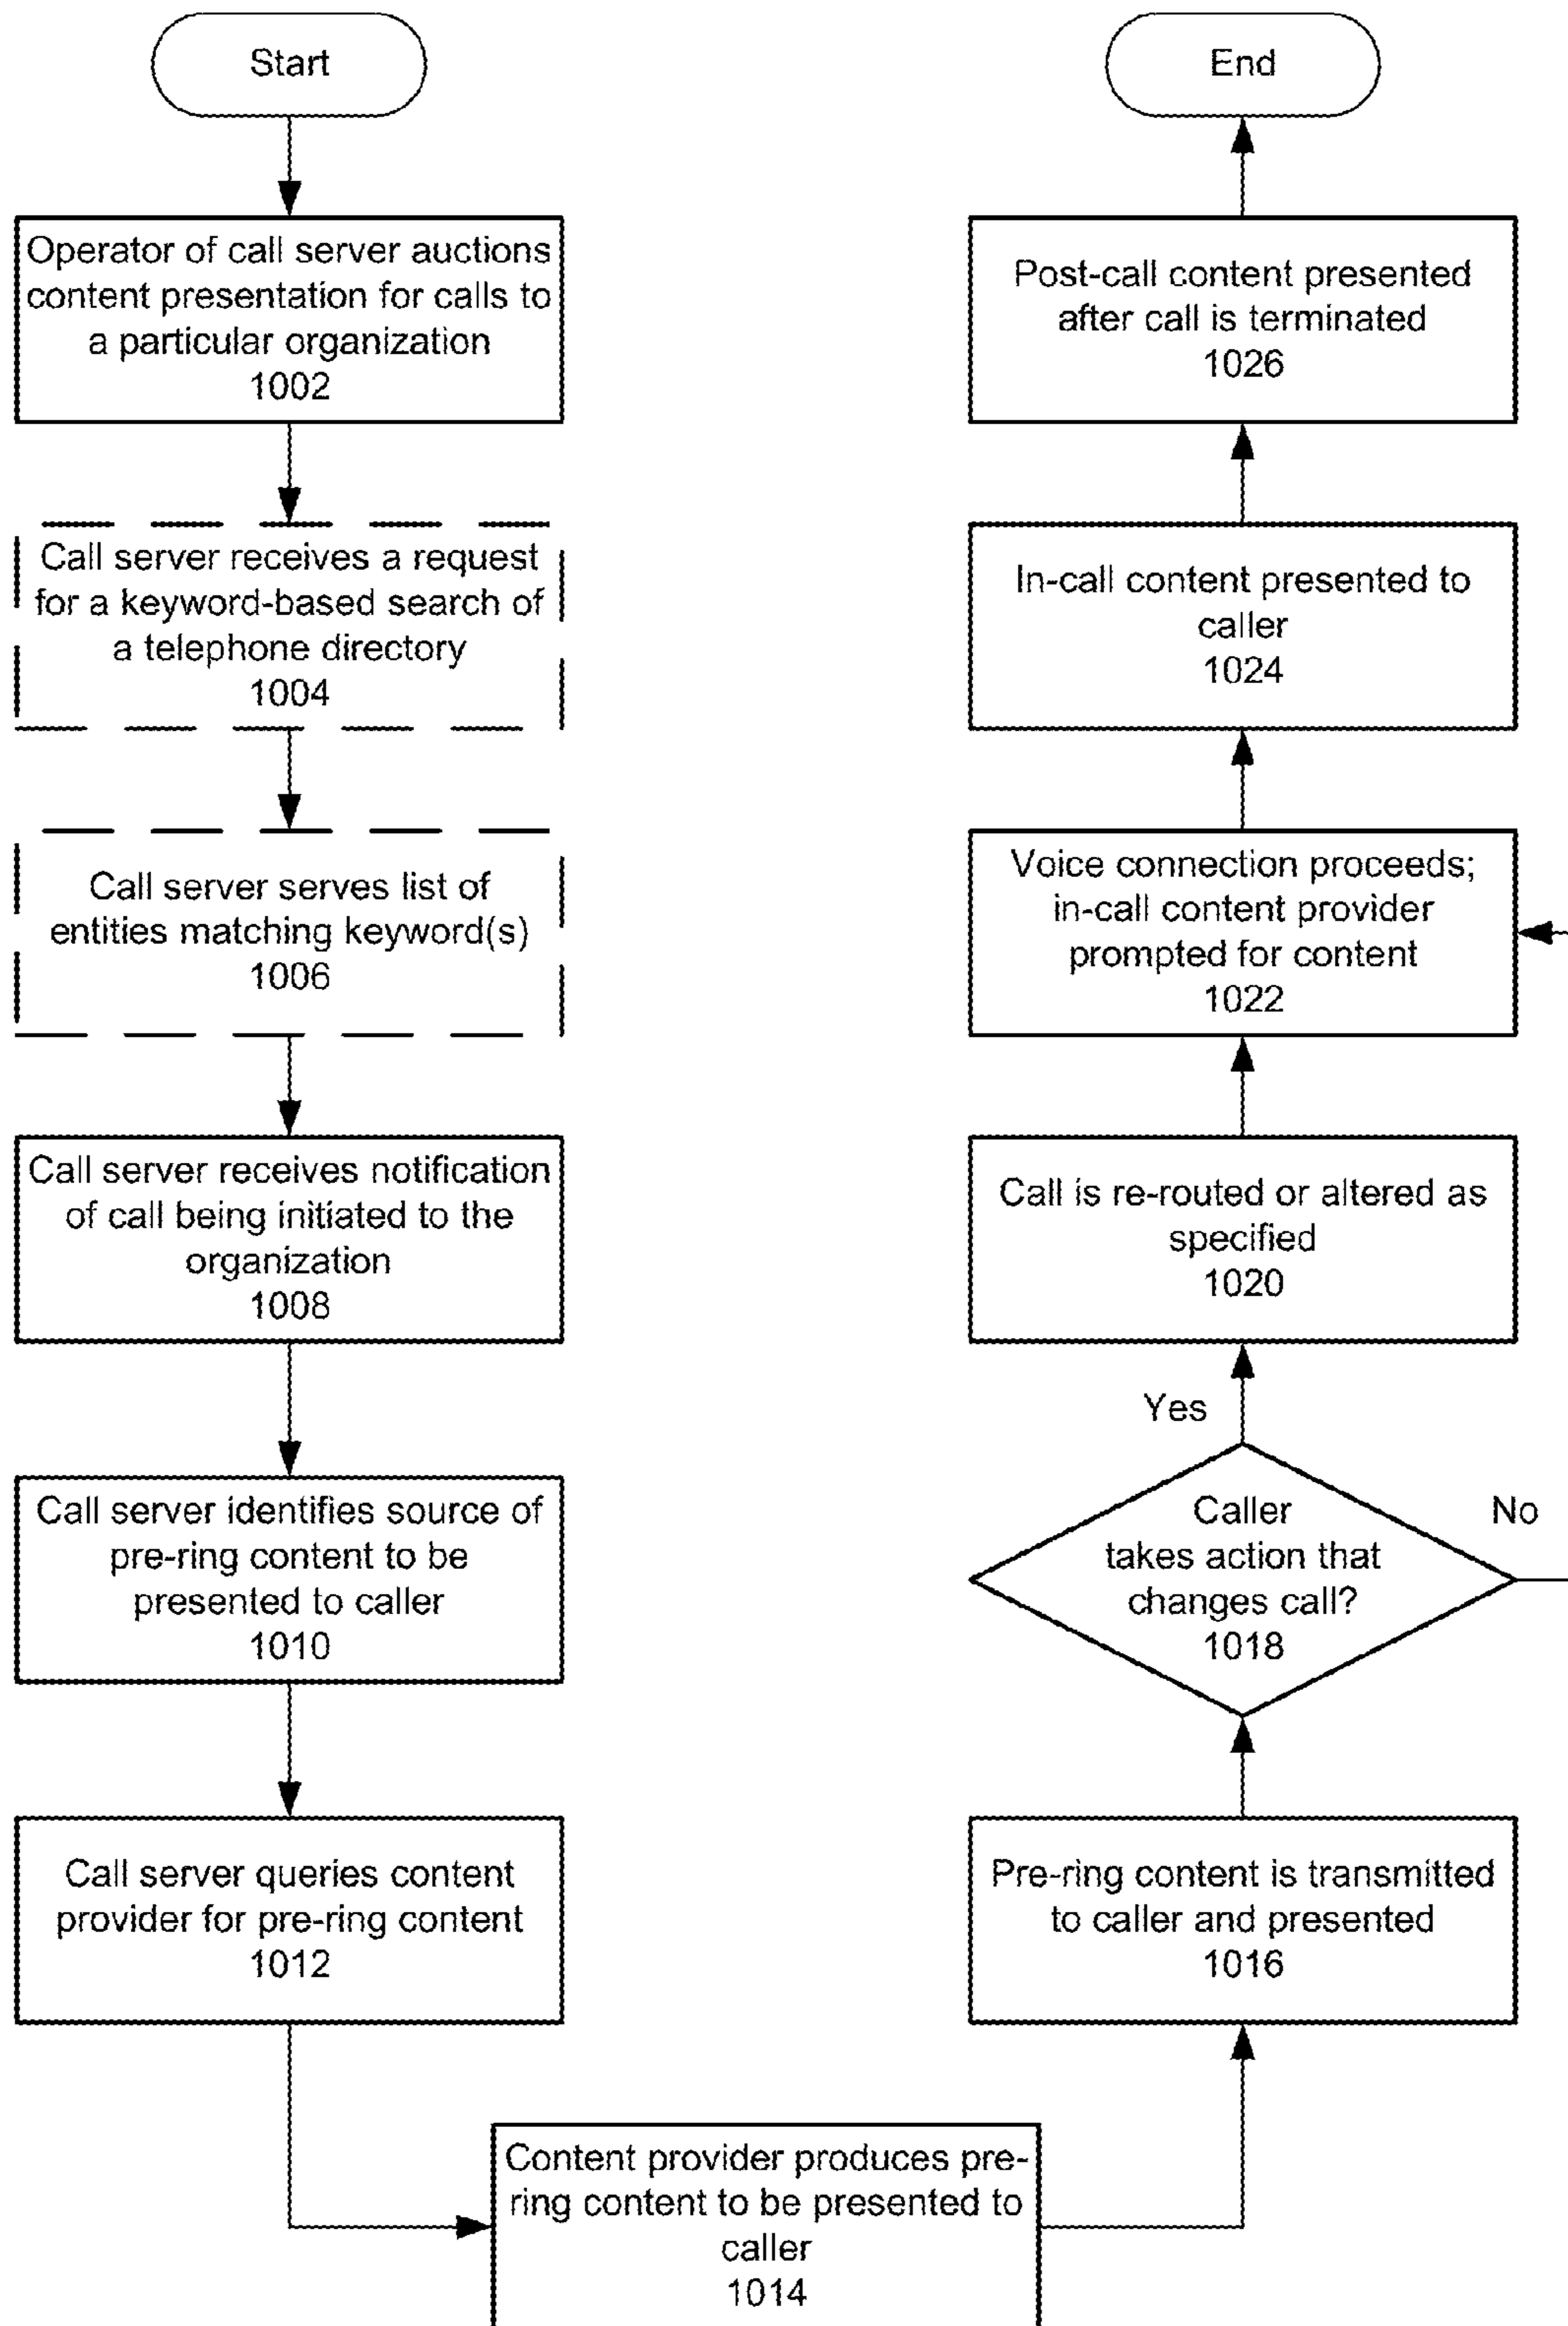 Start
Operator of call server auctions
content presentation for calls to
a particular organization
1002
Call server receives a request
for a keyword-based search of
a telephone directory
1004
Call server serves list of
entities matching keyword(s)
1006
Call server receives notification
of call being initiated to the
organization
1008
Call server identifies source of
pre-ring content to be
presented to caller
1010
Call server queries content
provider for pre-ring content
1012
Content provider produces pre-
ring content to be presented to
caller
1014
Pre-ring content is transmitted
to caller and presented
1016
Caller
takes action that
changes call?
1018
Yes
No
Call is re-routed or altered as
specified
1020
Voice connection proceeds;
in-call content provider
prompted for content
1022
In-call content presented to
caller
1024
Post-call content presented
after call is terminated
1026
End